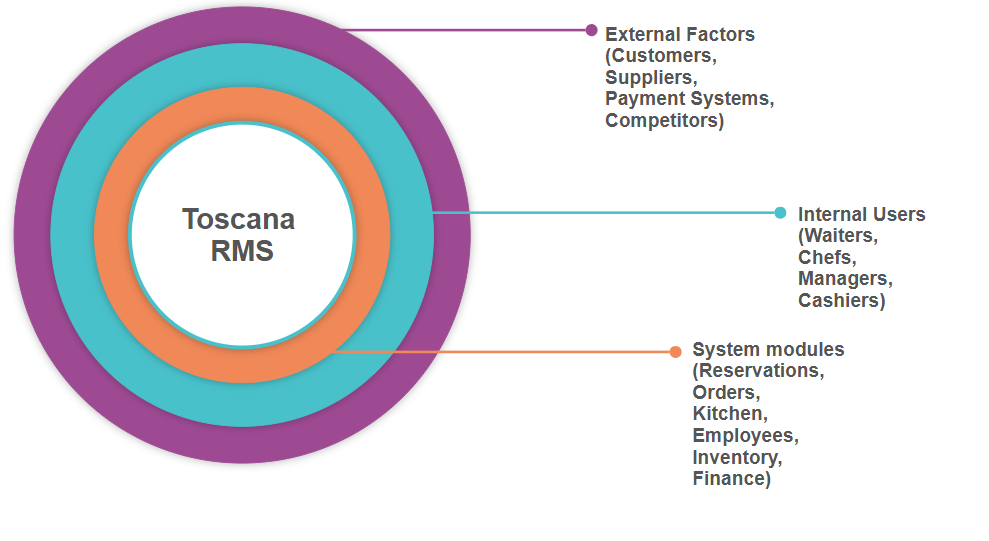 External Factors
(Customers,
Suppliers,
Payment Systems,
Competitors)
Toscana
RMS
Internal Users
(Waiters,
Chefs,
Managers,
Cashiers)
System modules
(Reservations,
Orders,
Kitchen,
Employees,
Inventory,
Finance)